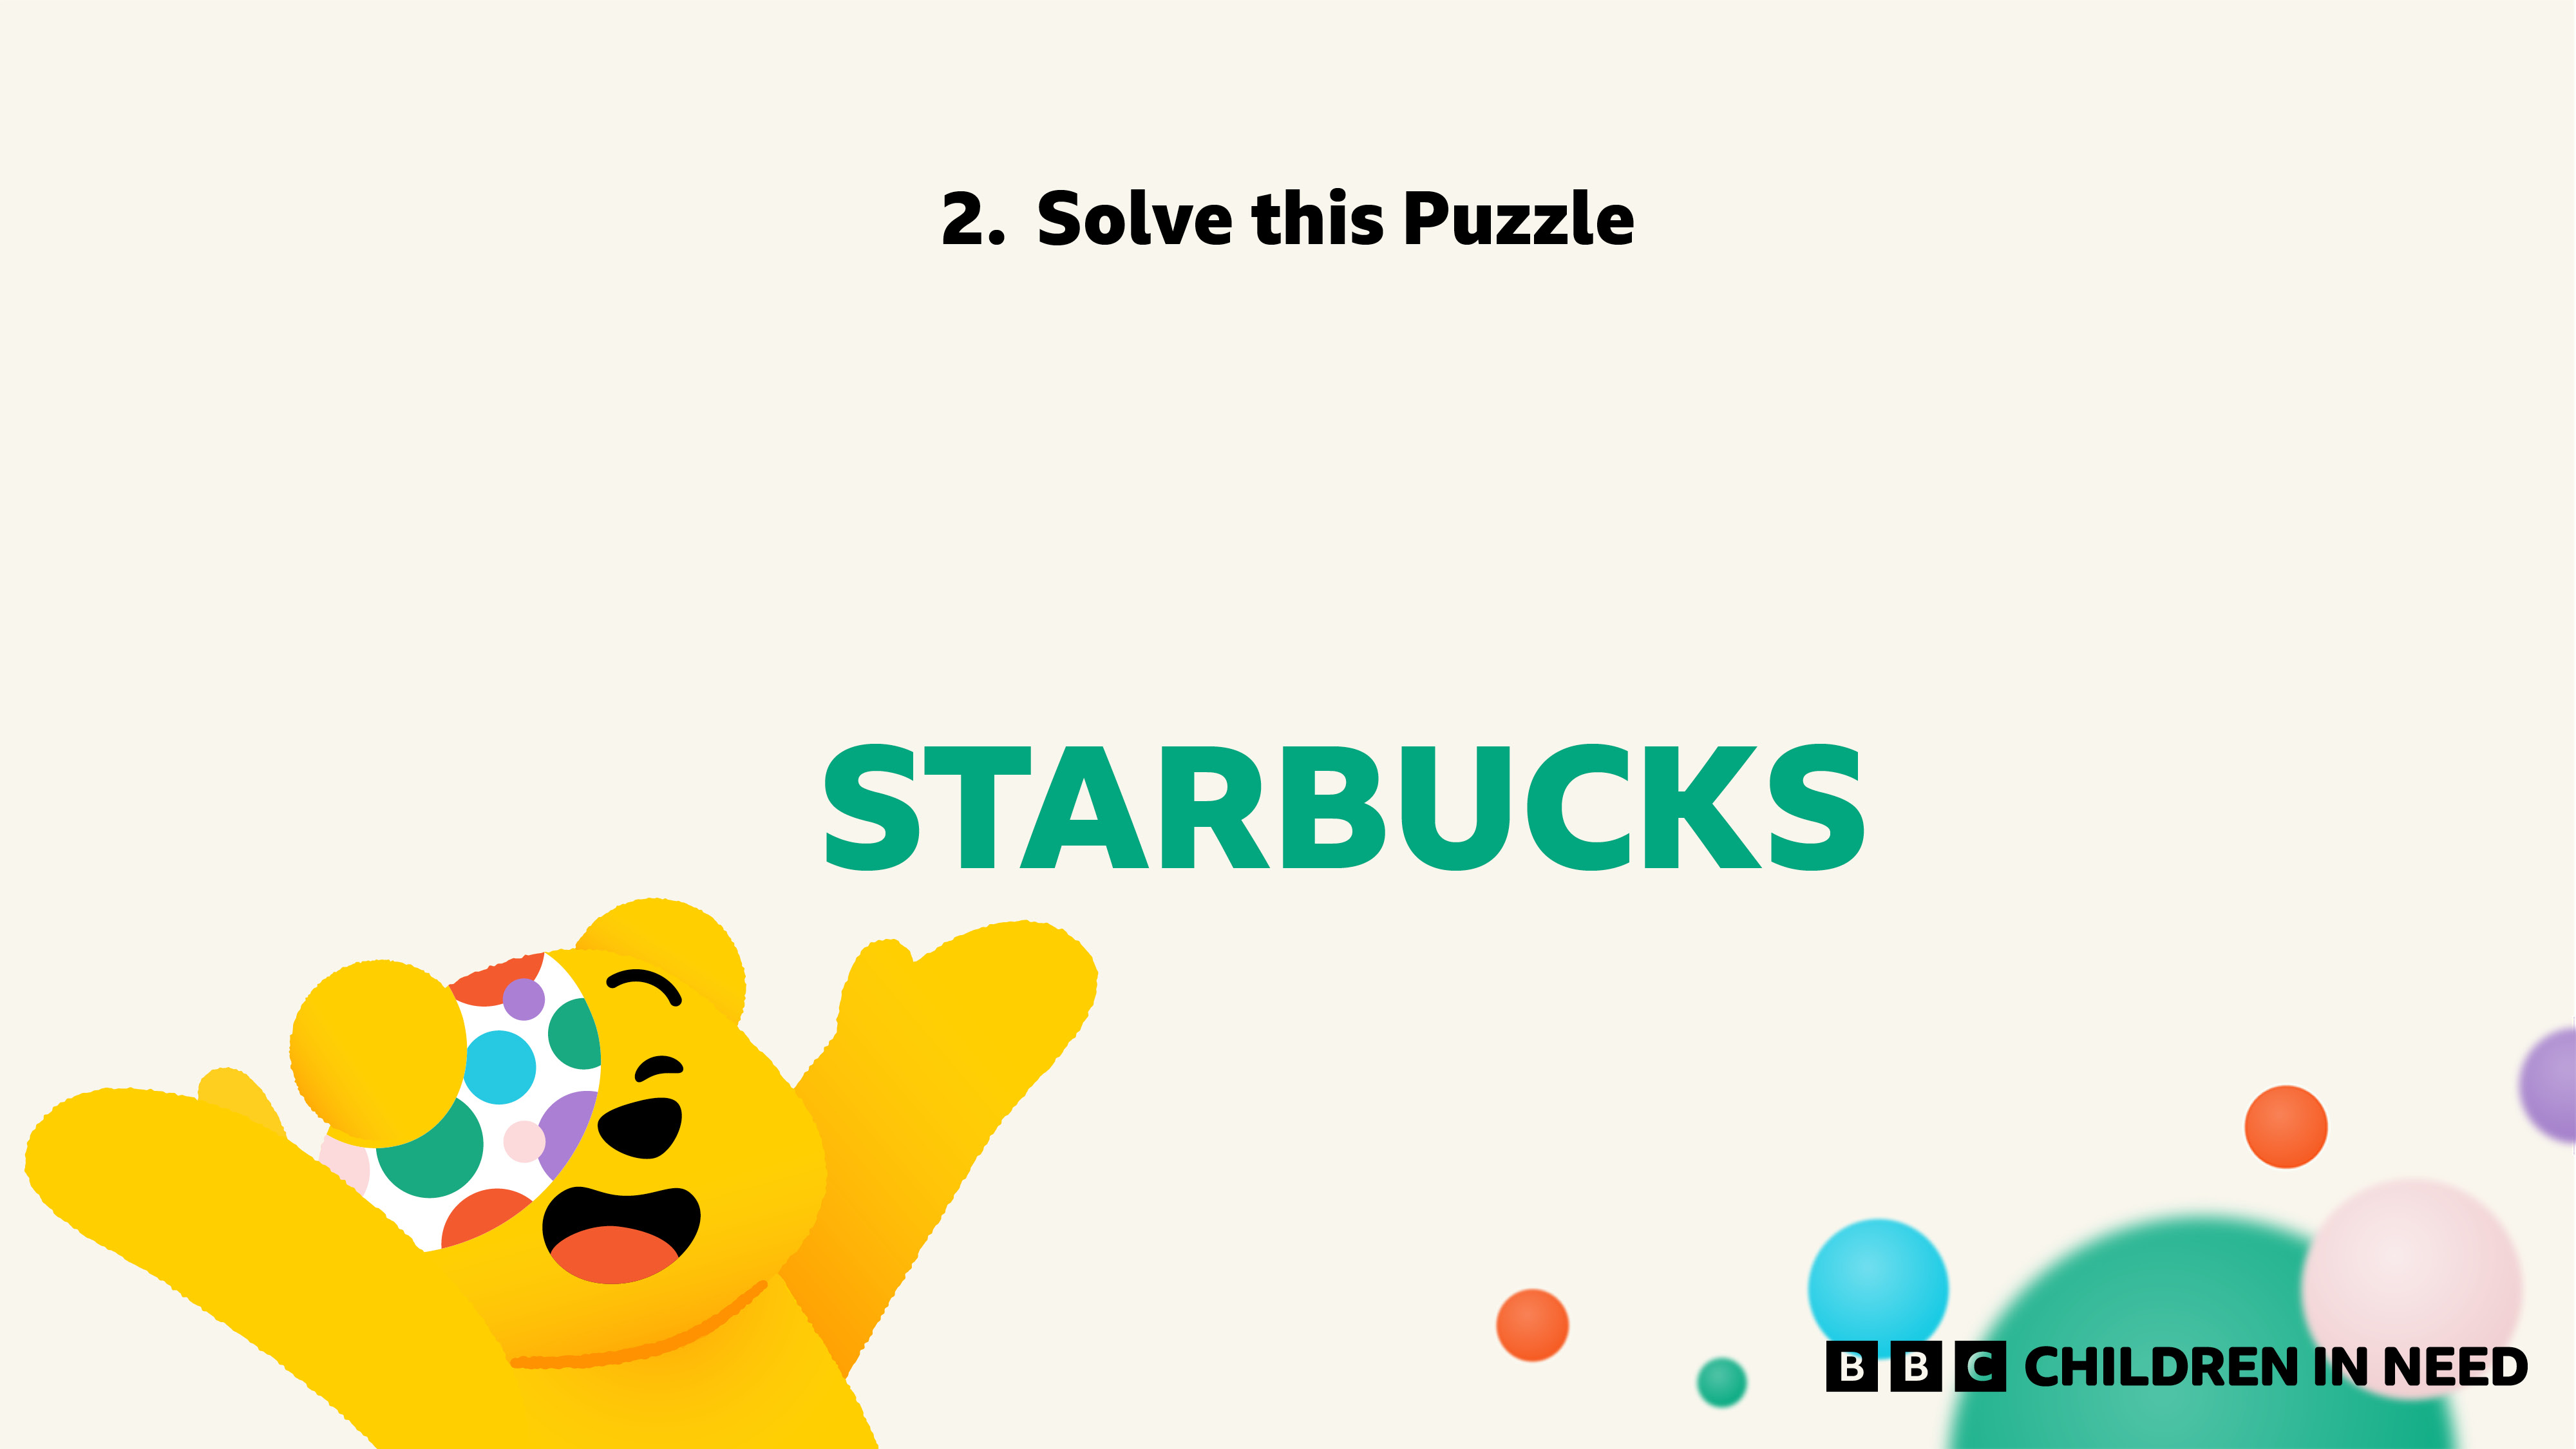 2. Solve this Puzzle
STARBUCKS
BBC CHILDREN IN NEED